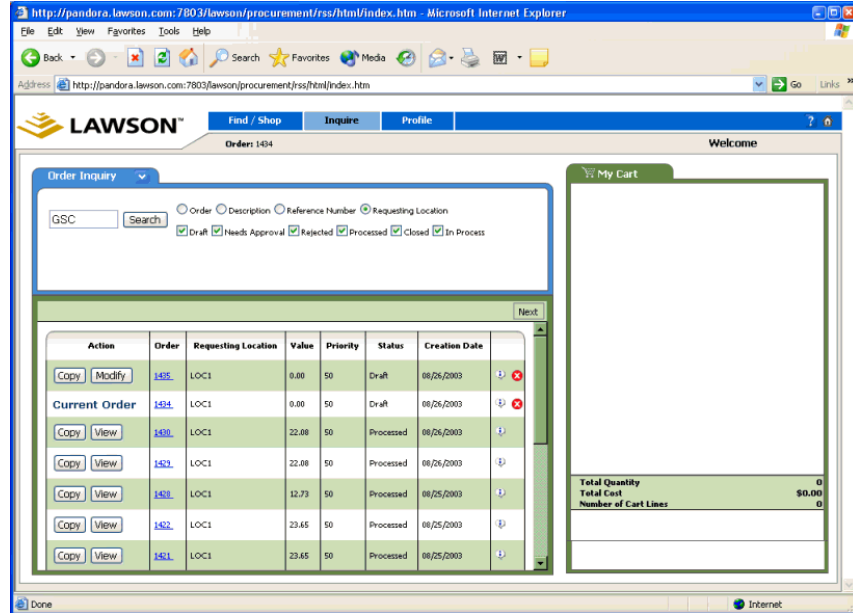 http://pandora.lawson.com:7803/lawson/procurement/rss/html/index.htm - Microsoft Internet Explorer
File Edit View Favorites Tools Help
Back Search Favorites Media
Address http://pandora.lawson.com:7803/lawson/procurement/rss/html/index.htm Go Links »
LAWSON™ Find / Shop Inquire Profile ?
Order: 1434 Welcome
Order Inquiry My Cart
GSC Search Order Description Reference Number Requesting Location
Draft Needs Approval Rejected Processed Closed In Process
Next
Action Order Requesting Location Value Priority Status Creation Date
Copy Modify 1435 LOC1 0.00 50 Draft 08/26/2003
Current Order 1434 LOC1 0.00 50 Draft 08/26/2003
Copy View 1430 LOC1 22.08 50 Processed 08/26/2003
Copy View 1429 LOC1 22.08 50 Processed 08/26/2003
Copy View 1428 LOC1 12.73 50 Processed 08/25/2003
Copy View 1422 LOC1 23.65 50 Processed 08/25/2003
Copy View 1421 LOC1 23.65 50 Processed 08/25/2003
Total Quantity 0
Total Cost $0.00
Number of Cart Lines 0
Done Internet